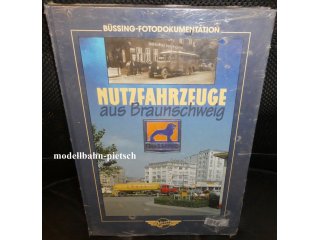 BÜSSING-FOTODOKUMENTATION
NUTZFAHRZEUGE
aus Braunschweig
modellbahn-pietsch